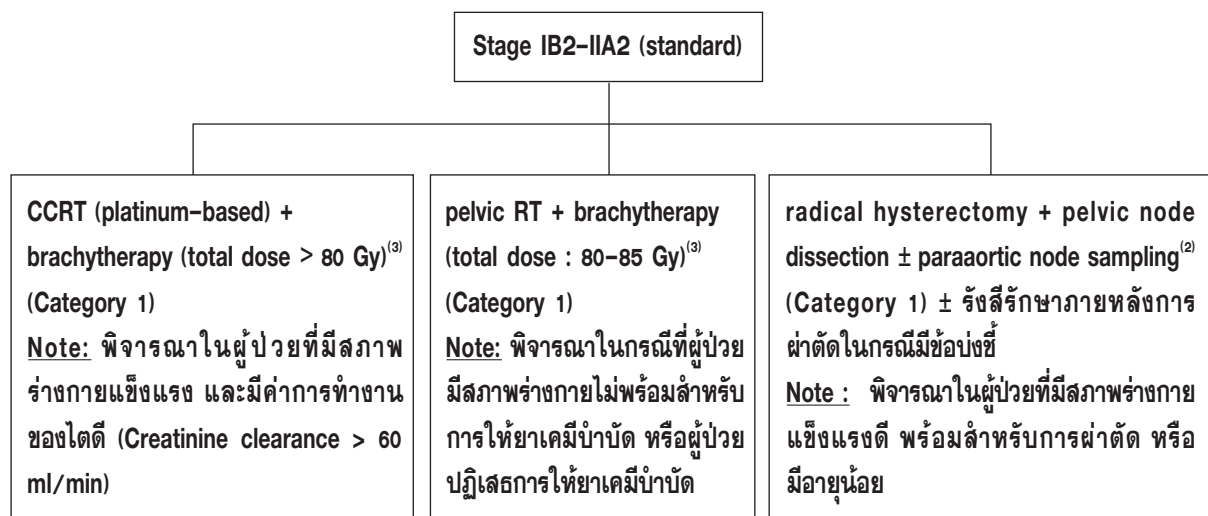 Stage IB2-IIA2 (standard)
CCRT (platinum-based) +
brachytherapy (total dose > 80 Gy)(3)
(Category 1)
Note: พิจารณาในผู้ป่วยที่มีสภาพ
ร่างกายแข็งแรง และมีค่าการทำงาน
ของไตดี (Creatinine clearance > 60
ml/min)
pelvic RT + brachytherapy
(total dose : 80-85 Gy)(3)
(Category 1)
Note: พิจารณาในกรณีที่ผู้ป่วย
มีสภาพร่างกายไม่พร้อมสำหรับ
การให้ยาเคมีบำบัด หรือผู้ป่วย
ปฏิเสธการให้ยาเคมีบำบัด
radical hysterectomy + pelvic node
dissection ± paraaortic node sampling(2)
(Category 1) ± รังสีรักษาภายหลังการ
ผ่าตัดในกรณีมีข้อบ่งชี้
Note : พิจารณาในผู้ป่วยที่มีสภาพร่างกาย
แข็งแรงดี พร้อมสำหรับการผ่าตัด หรือ
มีอายุน้อย